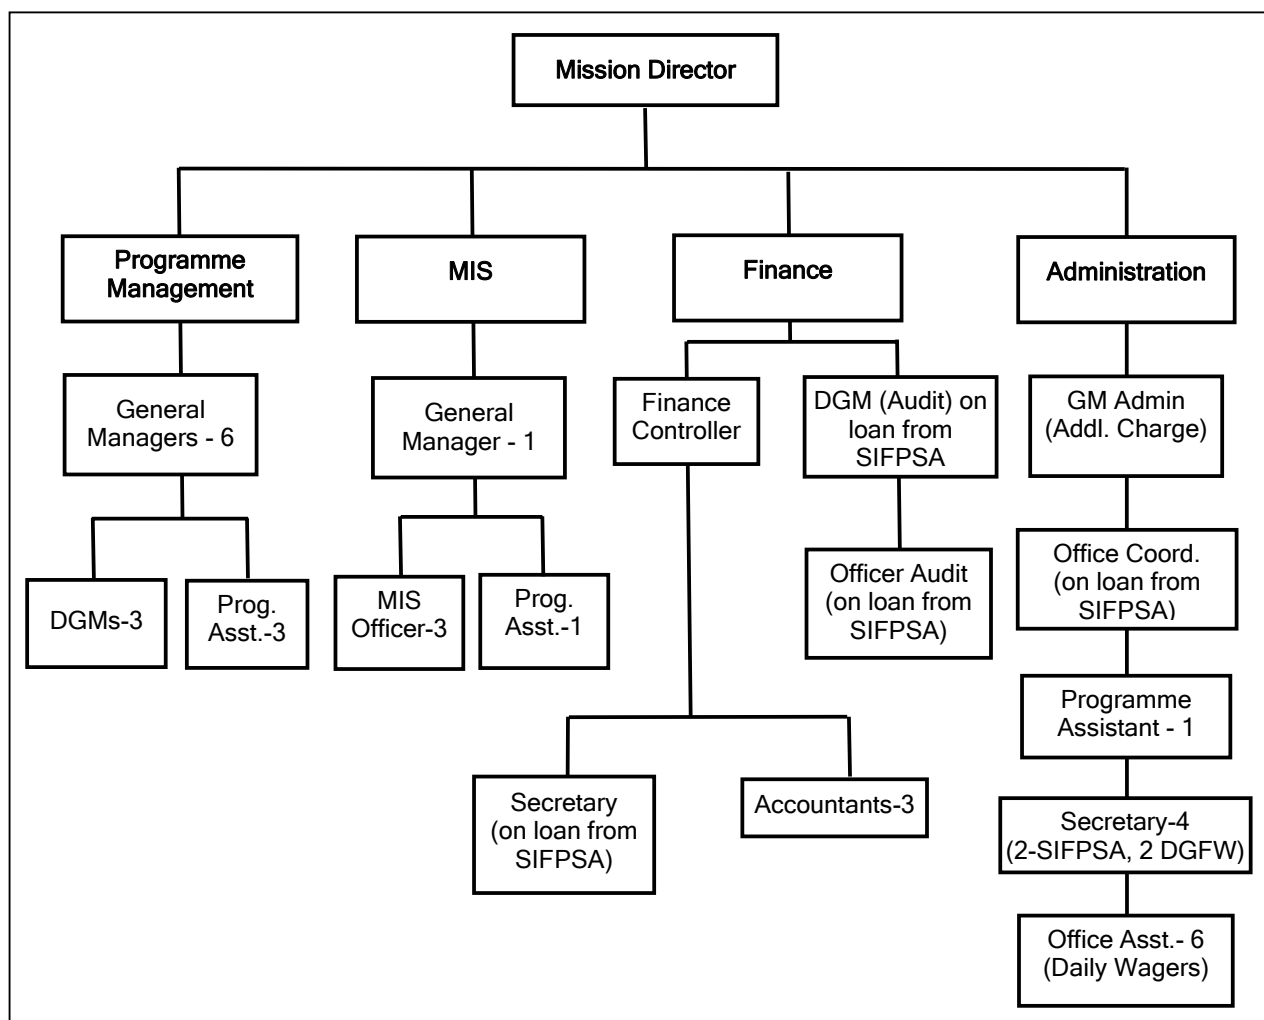 Mission Director
Programme
Management
MIS
Finance
Administration
General
Managers - 6
General
Manager - 1
Finance
Controller
DGM (Audit) on
loan from
SIFPSA
GM Admin
(Addl. Charge)
DGMs-3
Prog.
Asst.-3
MIS
Officer-3
Prog.
Asst.-1
Officer Audit
(on loan from
SIFPSA)
Office Coord.
(on loan from
SIFPSA)
Programme
Assistant - 1
Secretary
(on loan from
SIFPSA)
Accountants-3
Secretary-4
(2-SIFPSA, 2 DGFW)
Office Asst.- 6
(Daily Wagers)